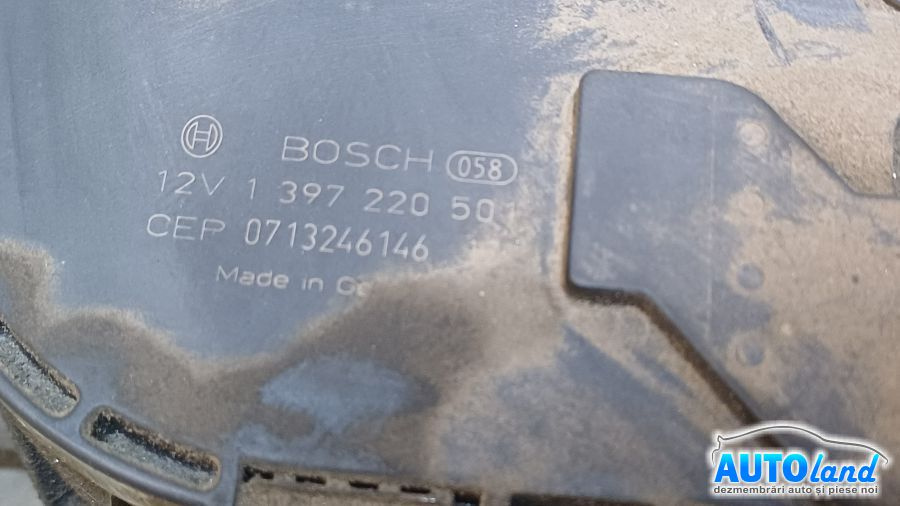 BOSCH 058
12V 1 397 220 50
CEP 0713246146
Made in
AUTOland
dezmembrări auto și piese noi